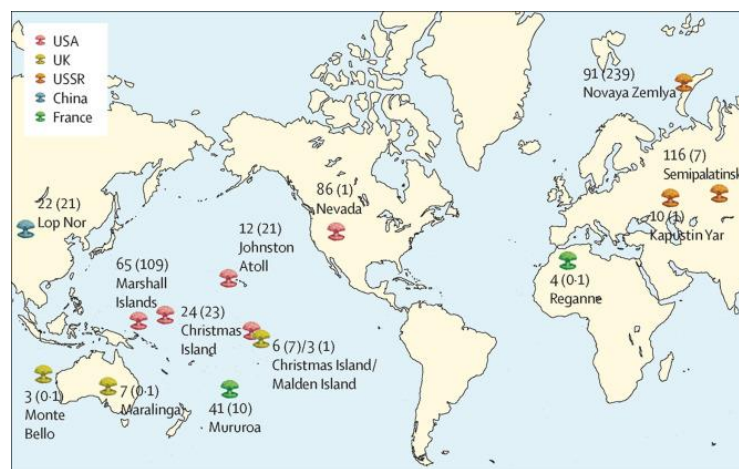 USA
UK
USSR
China
France
91 (239)
Novaya Zemlya
116 (7)
Semipalatinsk
10 (1)
Kapustin Yar
22 (21)
Lop Nor
86 (1)
Nevada
12 (21)
Johnston
Atoll
4 (0·1)
Reganne
65 (109)
Marshall
Islands
24 (23)
Christmas
Island
6 (7)/3 (1)
Christmas Island/
Malden Island
3 (0·1)
Monte
Bello
7 (0·1)
Maralinga
41 (10)
Mururoa